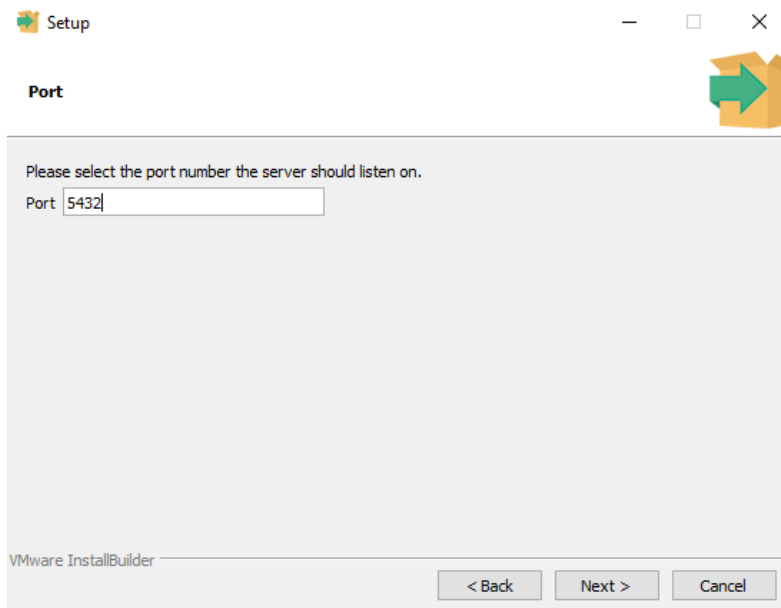 Setup
Port
Please select the port number the server should listen on.
Port 5432
VMware InstallBuilder
< Back Next > Cancel